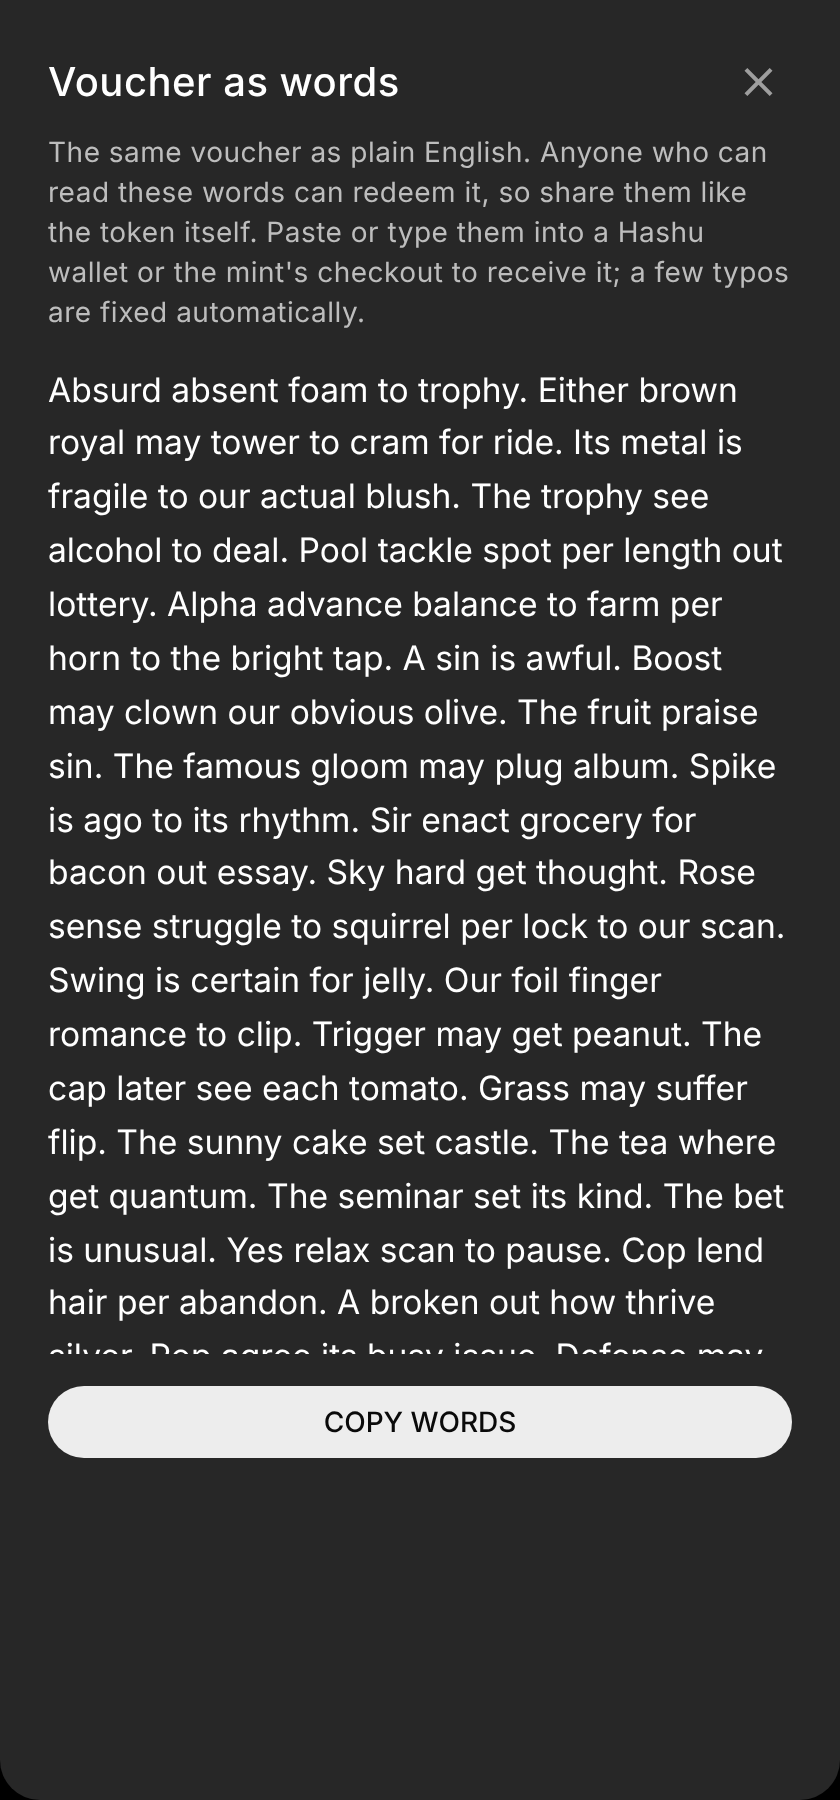 Voucher as words
The same voucher as plain English. Anyone who can
read these words can redeem it, so share them like
the token itself. Paste or type them into a Hashu
wallet or the mint's checkout to receive it; a few typos
are fixed automatically.
Absurd absent foam to trophy. Either brown
royal may tower to cram for ride. Its metal is
fragile to our actual blush. The trophy see
alcohol to deal. Pool tackle spot per length out
lottery. Alpha advance balance to farm per
horn to the bright tap. A sin is awful. Boost
may clown our obvious olive. The fruit praise
sin. The famous gloom may plug album. Spike
is ago to its rhythm. Sir enact grocery for
bacon out essay. Sky hard get thought. Rose
sense struggle to squirrel per lock to our scan.
Swing is certain for jelly. Our foil finger
romance to clip. Trigger may get peanut. The
cap later see each tomato. Grass may suffer
flip. The sunny cake set castle. The tea where
get quantum. The seminar set its kind. The bet
is unusual. Yes relax scan to pause. Cop lend
hair per abandon. A broken out how thrive
silver. agree its busy issue. Defense may
COPY WORDS